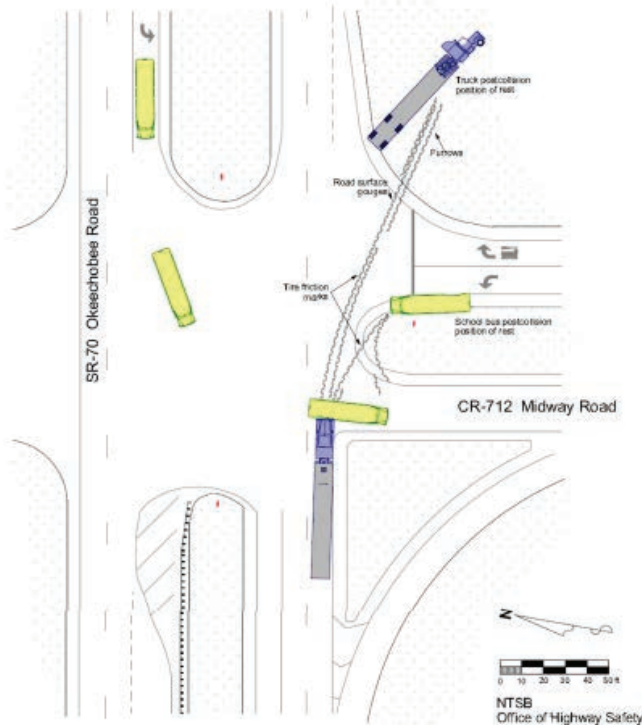 Truck postcollision
position of rest
Furrows
Road surface
gouges
SR-70 Okeechobee Road
Tire friction
marks
School bus postcollision
position of rest
CR-712 Midway Road
N
0 10 20 30 40 50 ft
NTSB
Office of Highway Safety